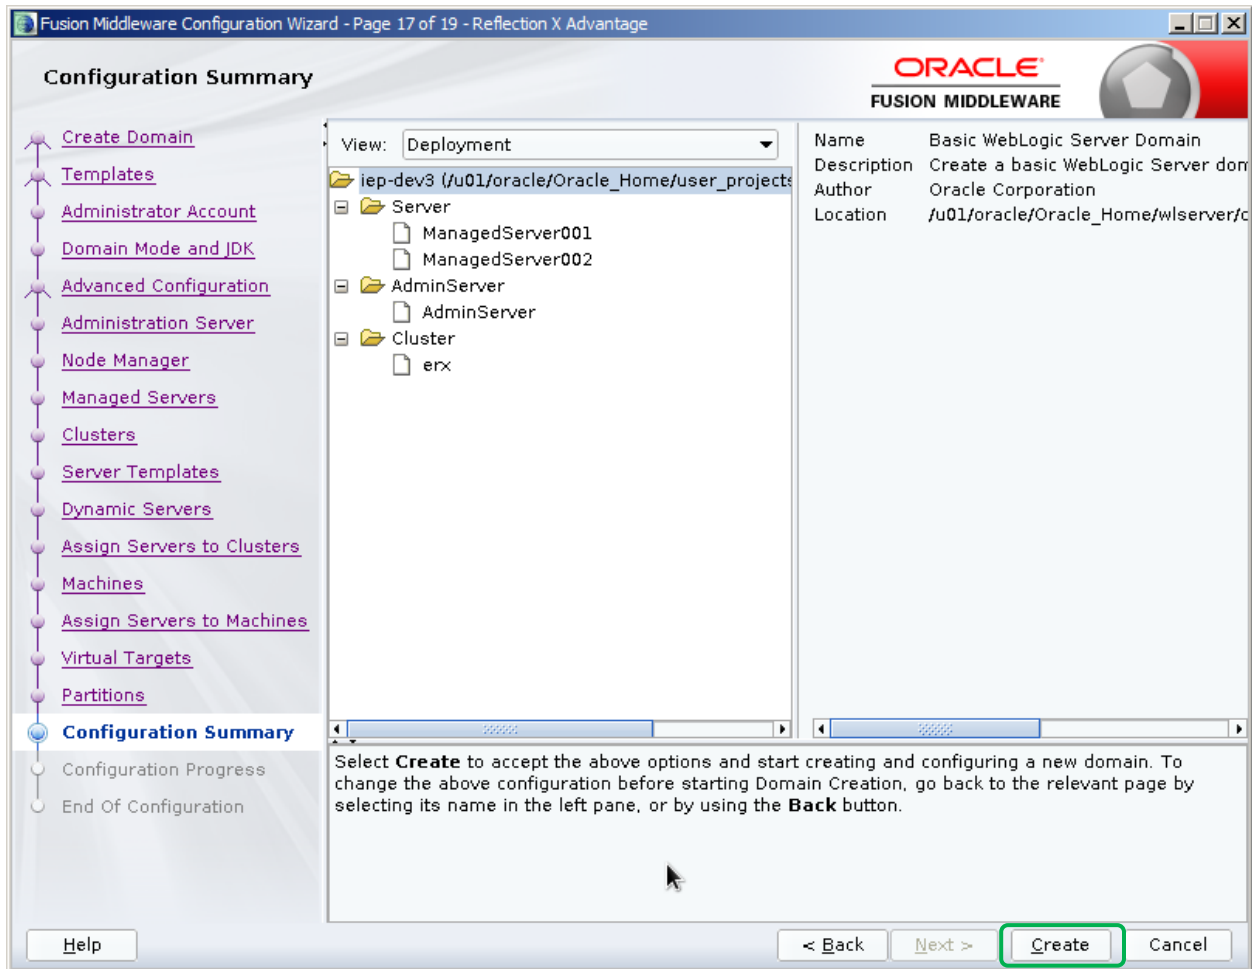 Fusion Middleware Configuration Wizard - Page 17 of 19 - Reflection X Advantage
Configuration Summary
ORACLE
FUSION MIDDLEWARE
Create Domain
Templates
Administrator Account
Domain Mode and JDK
Advanced Configuration
Administration Server
Node Manager
Managed Servers
Clusters
Server Templates
Dynamic Servers
Assign Servers to Clusters
Machines
Assign Servers to Machines
Virtual Targets
Partitions
Configuration Summary
Configuration Progress
End Of Configuration
View: Deployment
iep-dev3 (/u01/oracle/Oracle_Home/user_projects
Server
ManagedServer001
ManagedServer002
AdminServer
AdminServer
Cluster
erx
Name Basic WebLogic Server Domain
Description Create a basic WebLogic Server dom
Author Oracle Corporation
Location /u01/oracle/Oracle_Home/wlserver/c
Select Create to accept the above options and start creating and configuring a new domain. To
change the above configuration before starting Domain Creation, go back to the relevant page by
selecting its name in the left pane, or by using the Back button.
Help
< Back
Next >
Create
Cancel